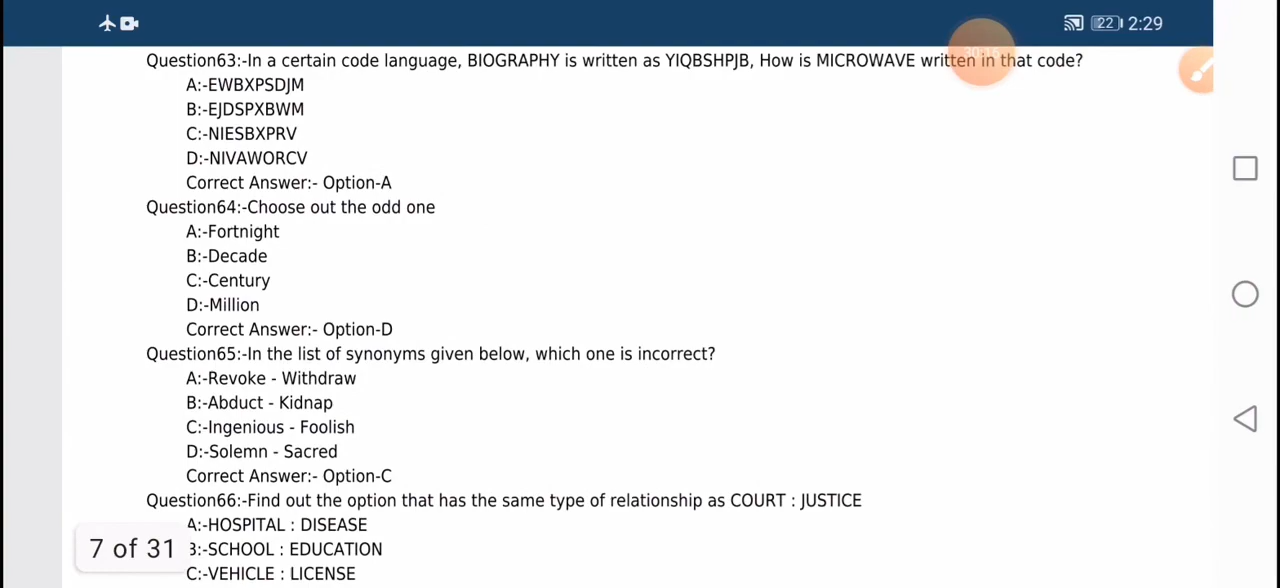 22 2:29
30:15
Question63:-In a certain code language, BIOGRAPHY is written as YIQBSHPJB, How is MICROWAVE written in that code?
A:-EWBXPSDJM
B:-EJDSPXBWM
C:-NIESBXPRV
D:-NIVAWORCV
Correct Answer:- Option-A
Question64:-Choose out the odd one
A:-Fortnight
B:-Decade
C:-Century
D:-Million
Correct Answer:- Option-D
Question65:-In the list of synonyms given below, which one is incorrect?
A:-Revoke - Withdraw
B:-Abduct - Kidnap
C:-Ingenious - Foolish
D:-Solemn - Sacred
Correct Answer:- Option-C
Question66:-Find out the option that has the same type of relationship as COURT : JUSTICE
A:-HOSPITAL : DISEASE
B:-SCHOOL : EDUCATION
C:-VEHICLE : LICENSE
7 of 31